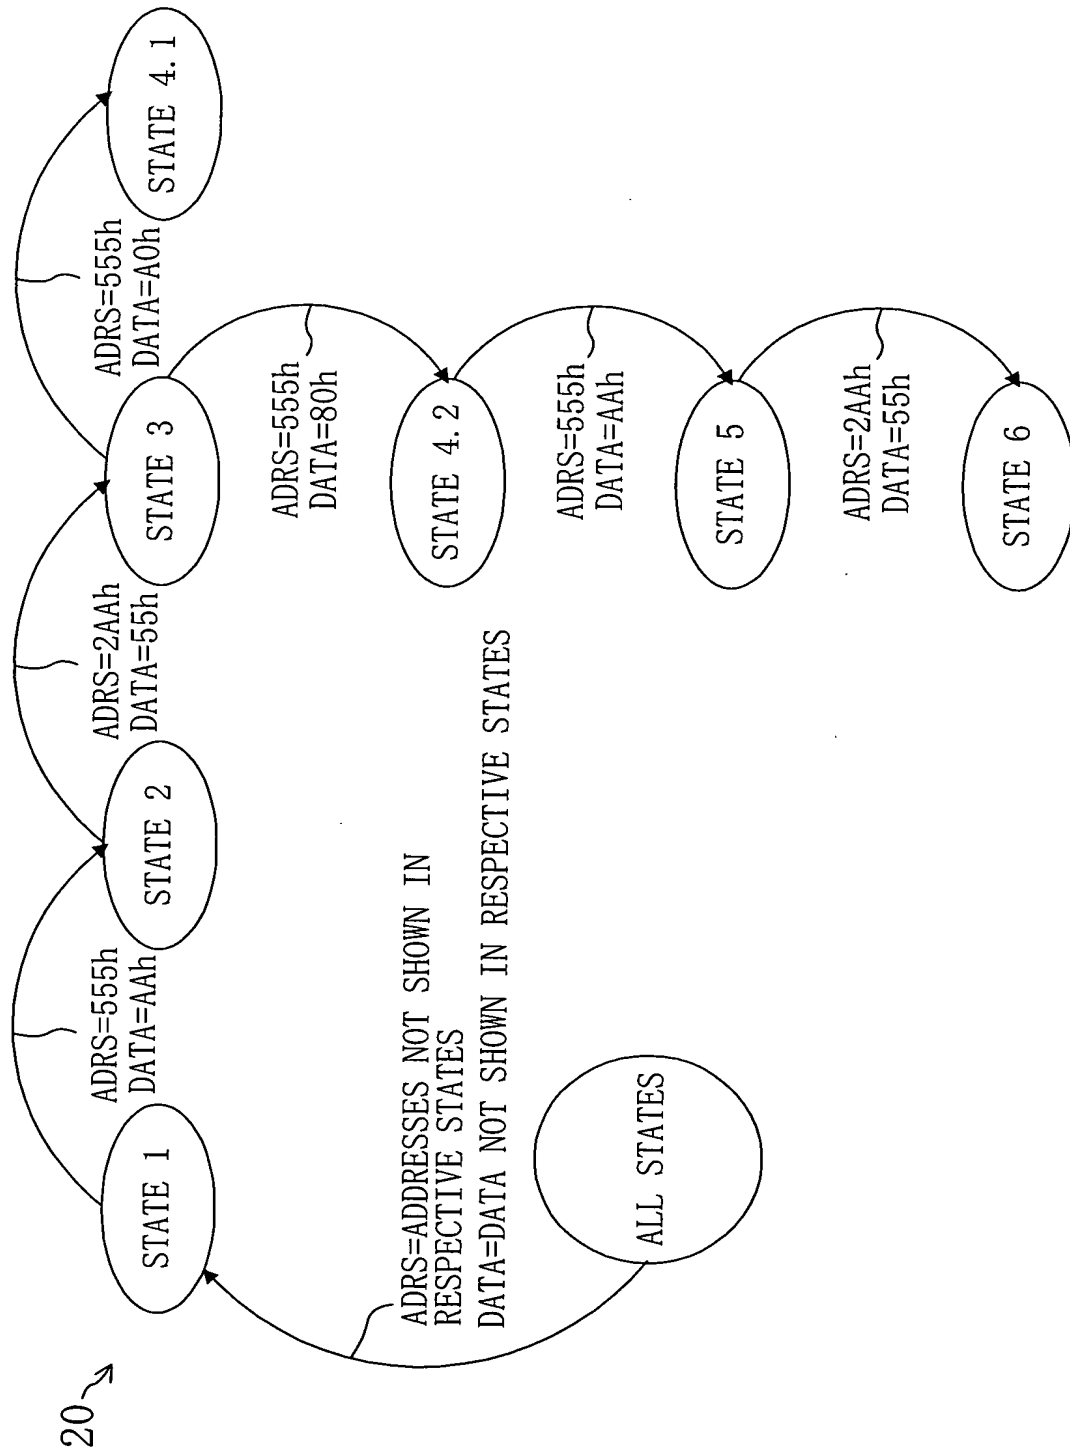 20
STATE 1
ADRS=555h
DATA=AAh
STATE 2
ADRS=2AAh
DATA=55h
STATE 3
ADRS=555h
DATA=A0h
STATE 4.1
ADRS=555h
DATA=80h
STATE 4.2
ADRS=555h
DATA=AAh
STATE 5
ADRS=2AAh
DATA=55h
STATE 6
ADRS=ADDRESSES NOT SHOWN IN
RESPECTIVE STATES
DATA=DATA NOT SHOWN IN RESPECTIVE STATES
ALL STATES